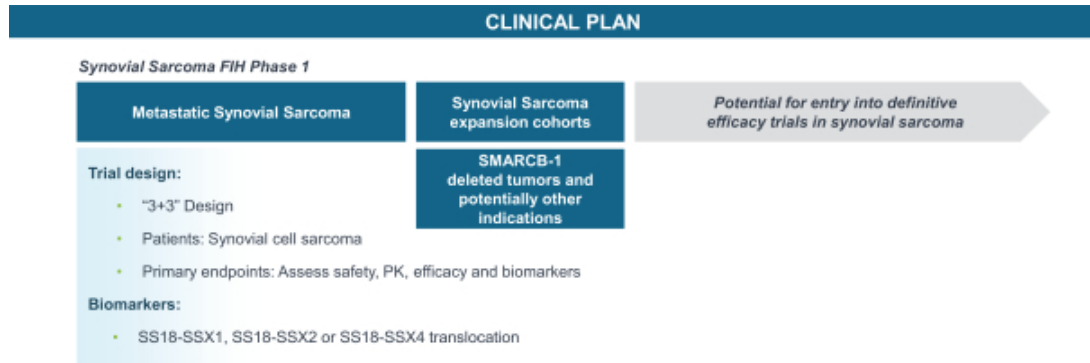 CLINICAL PLAN
Synovial Sarcoma FIH Phase 1
Metastatic Synovial Sarcoma
Synovial Sarcoma
expansion cohorts
Potential for entry into definitive
efficacy trials in synovial sarcoma
SMARCB-1
deleted tumors and
potentially other
indications
Trial design:
• “3+3” Design
• Patients: Synovial cell sarcoma
• Primary endpoints: Assess safety, PK, efficacy and biomarkers
Biomarkers:
• SS18-SSX1, SS18-SSX2 or SS18-SSX4 translocation